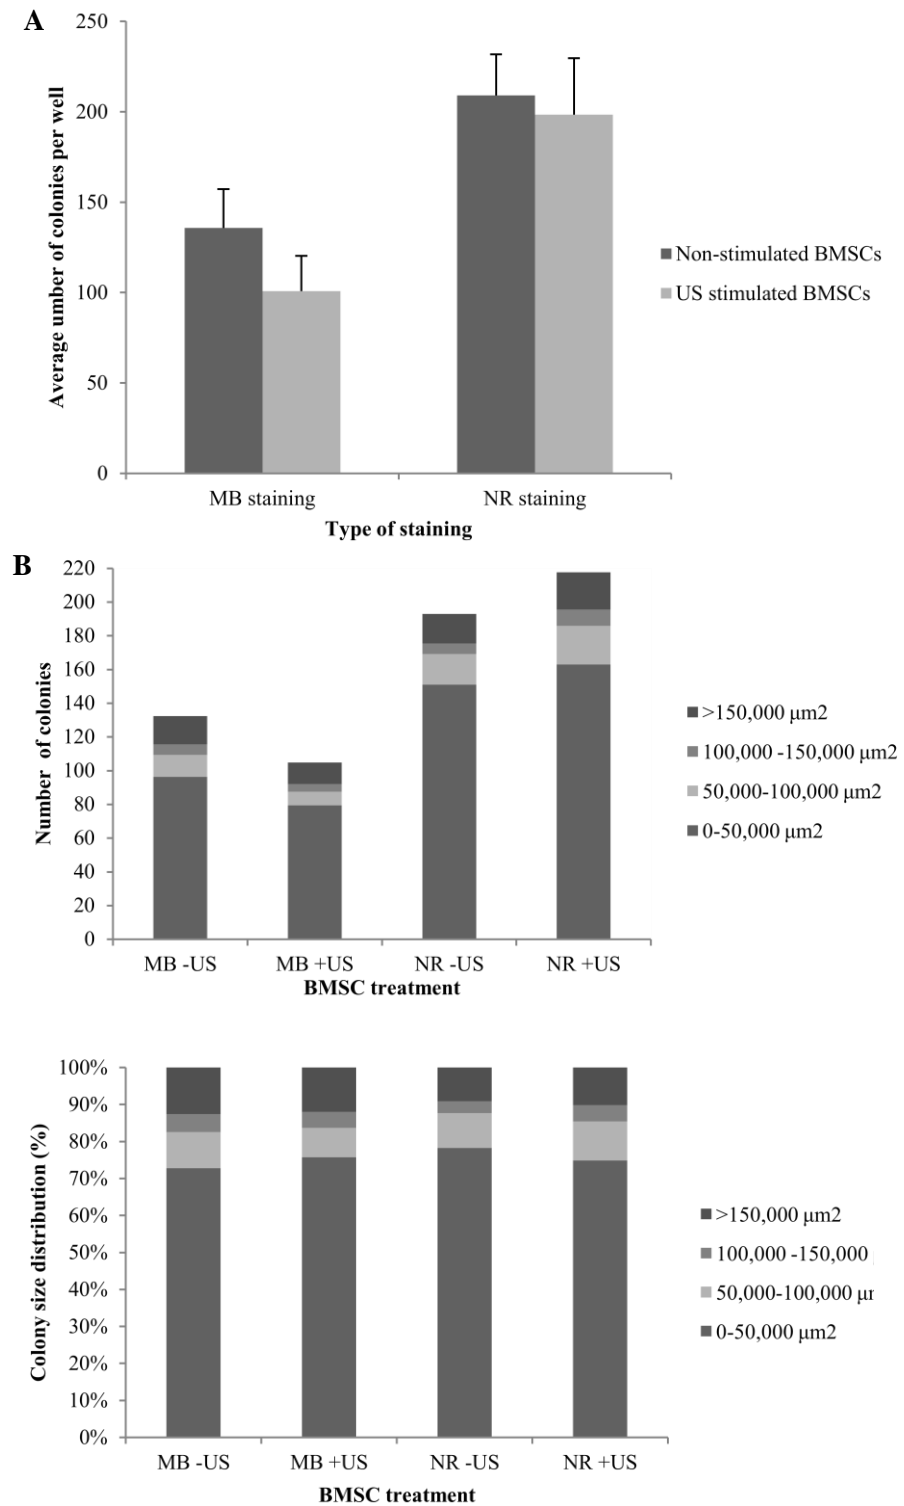 A
250
200
150
100
50
0
Average umber of colonies per well
MB staining
NR staining
Type of staining
Non-stimulated BMSCs
US stimulated BMSCs
B
220
200
180
160
140
120
100
80
60
40
20
0
Number of colonies
MB -US
MB +US
NR -US
NR +US
BMSC treatment
>150,000 µm2
100,000 -150,000 µm2
50,000-100,000 µm2
0-50,000 µm2
100%
90%
80%
70%
60%
50%
40%
30%
20%
10%
0%
Colony size distribution (%)
MB -US
MB +US
NR -US
NR +US
BMSC treatment
>150,000 µm2
100,000 -150,000
50,000-100,000 µ
0-50,000 µm2